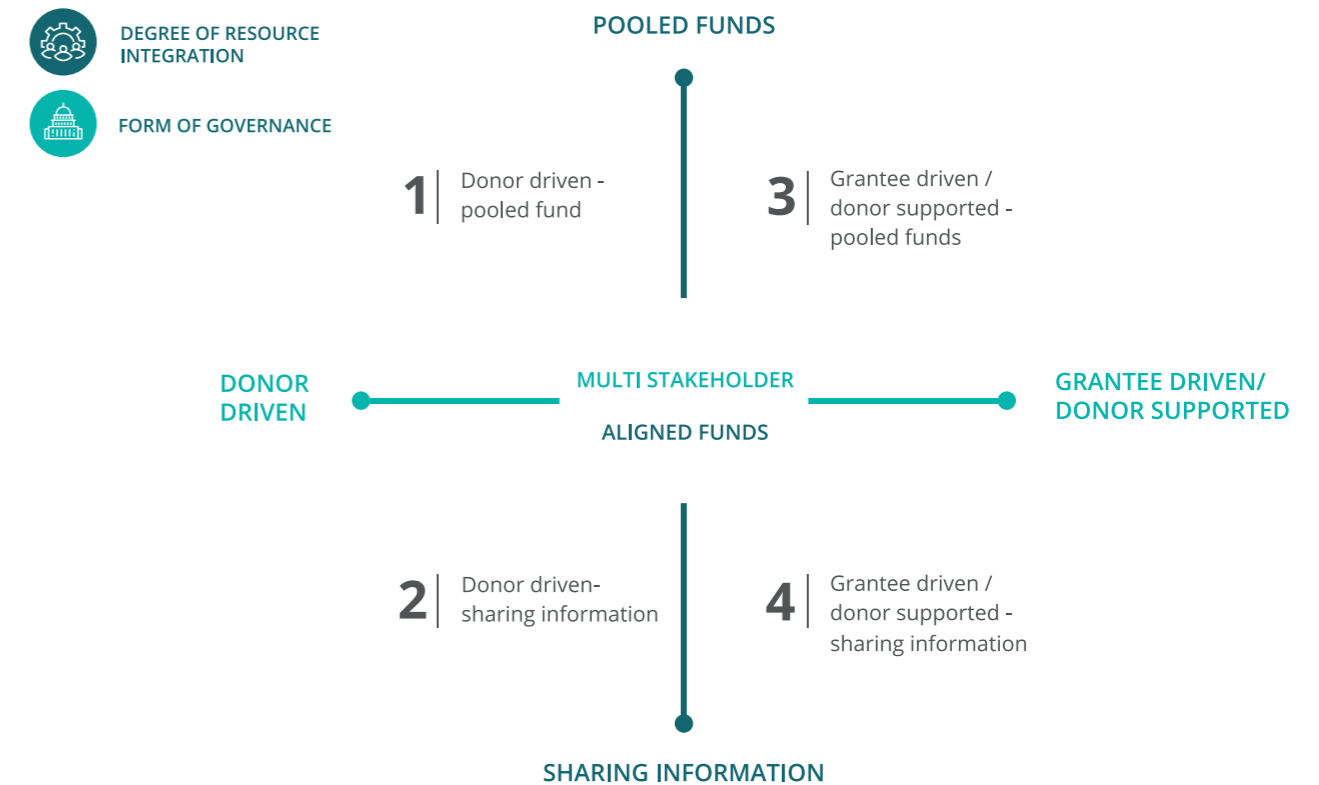 DEGREE OF RESOURCE
INTEGRATION
FORM OF GOVERNANCE
POOLED FUNDS
1
Donor driven -
pooled fund
3
Grantee driven /
donor supported -
pooled funds
DONOR
DRIVEN
MULTI STAKEHOLDER
ALIGNED FUNDS
GRANTEE DRIVEN/
DONOR SUPPORTED
2
Donor driven-
sharing information
4
Grantee driven /
donor supported -
sharing information
SHARING INFORMATION